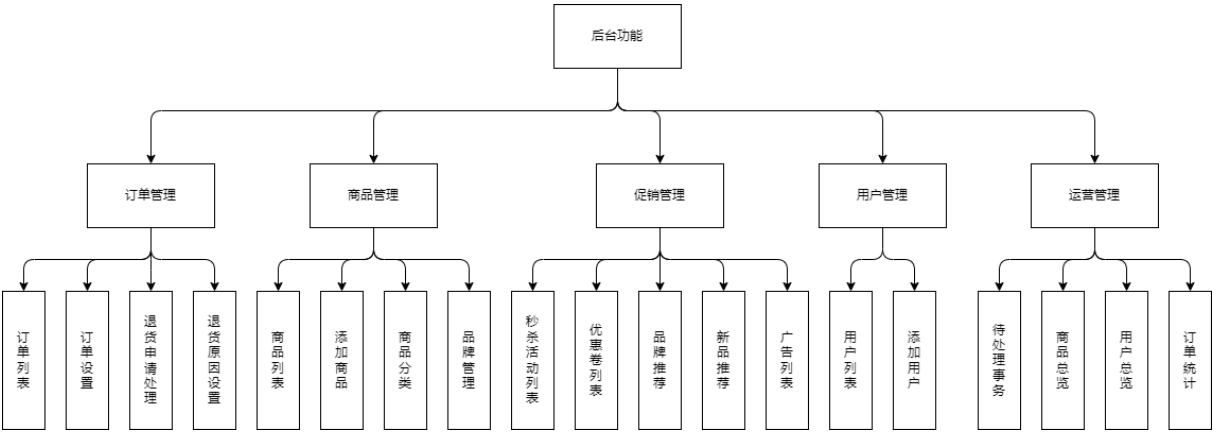 后台功能
订单管理
商品管理
促销管理
用户管理
运营管理
订单列表
订单设置
退货申请处理
退货原因设置
商品列表
添加商品
商品分类
品牌管理
秒杀活动列表
优惠卷列表
品牌推荐
新品推荐
广告列表
用户列表
添加用户
待处理事务
商品总览
用户总览
订单统计